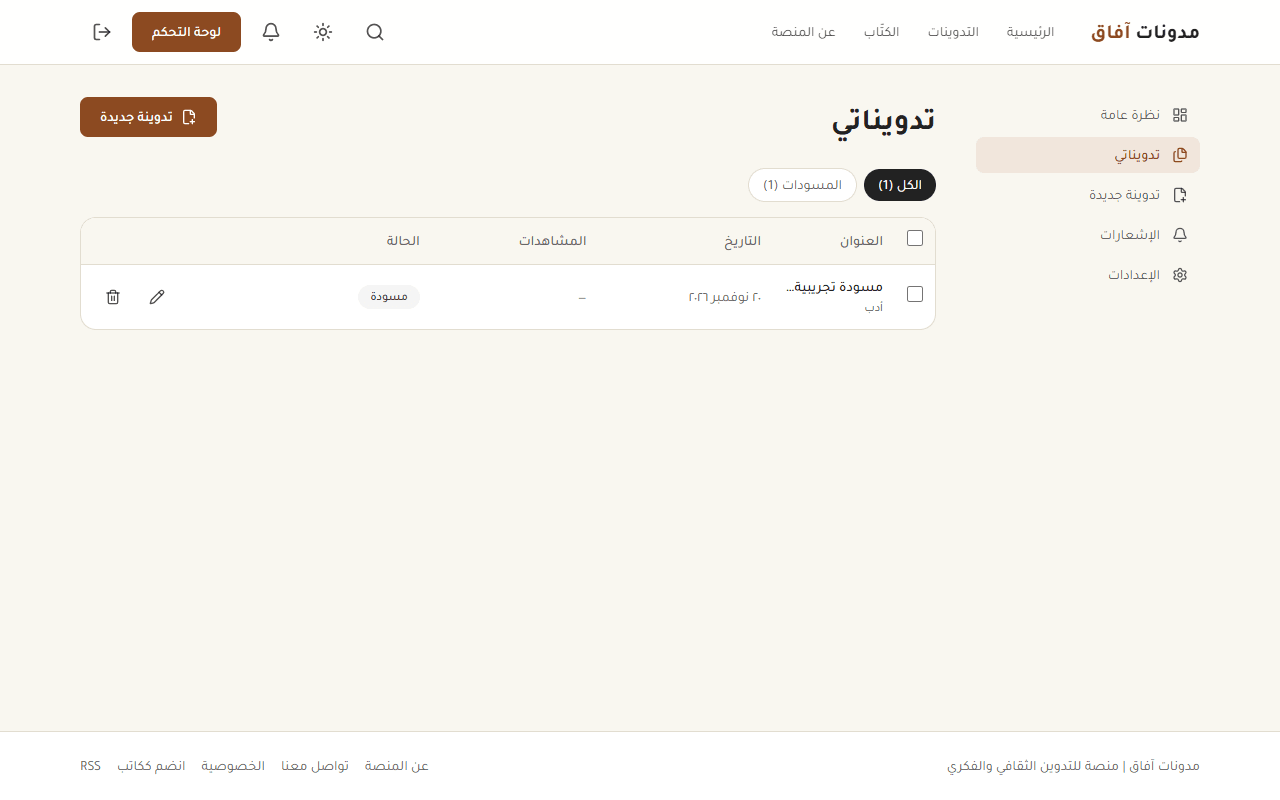 مدونات آفاق
الرئيسية
التدوينات
الكتّاب
عن المنصة
لوحة التحكم
نظرة عامة
تدويناتي
تدوينة جديدة
الإشعارات
الإعدادات
تدويناتي
تدوينة جديدة
الكل (1)
المسودات (1)
العنوان
التاريخ
المشاهدات
الحالة
مسودة تجريبية...
أدب
٢٠ نوفمبر ٢٠٢٦
–
مسودة
مدونات آفاق | منصة للتدوين الثقافي والفكري
عن المنصة
تواصل معنا
الخصوصية
انضم ككاتب
RSS